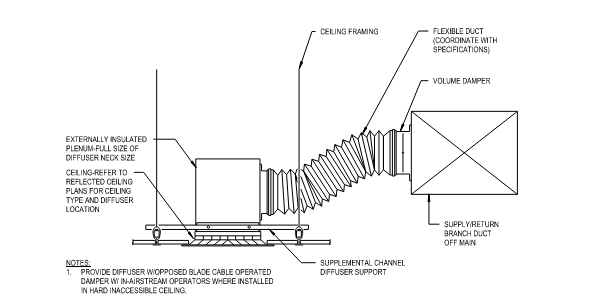 CEILING FRAMING
FLEXIBLE DUCT
(COORDINATE WITH
SPECIFICATIONS)
VOLUME DAMPER
EXTERNALLY INSULATED
PLENUM-FULL SIZE OF
DIFFUSER NECK SIZE
CEILING-REFER TO
REFLECTED CEILING
PLANS FOR CEILING
TYPE AND DIFFUSER
LOCATION
SUPPLY/RETURN
BRANCH DUCT
OFF MAIN
SUPPLEMENTAL CHANNEL
DIFFUSER SUPPORT
NOTES:
1. PROVIDE DIFFUSER W/OPPOSED BLADE CABLE OPERATED
DAMPER W/ IN-AIRSTREAM OPERATORS WHERE INSTALLED
IN HARD INACCESSIBLE CEILING.